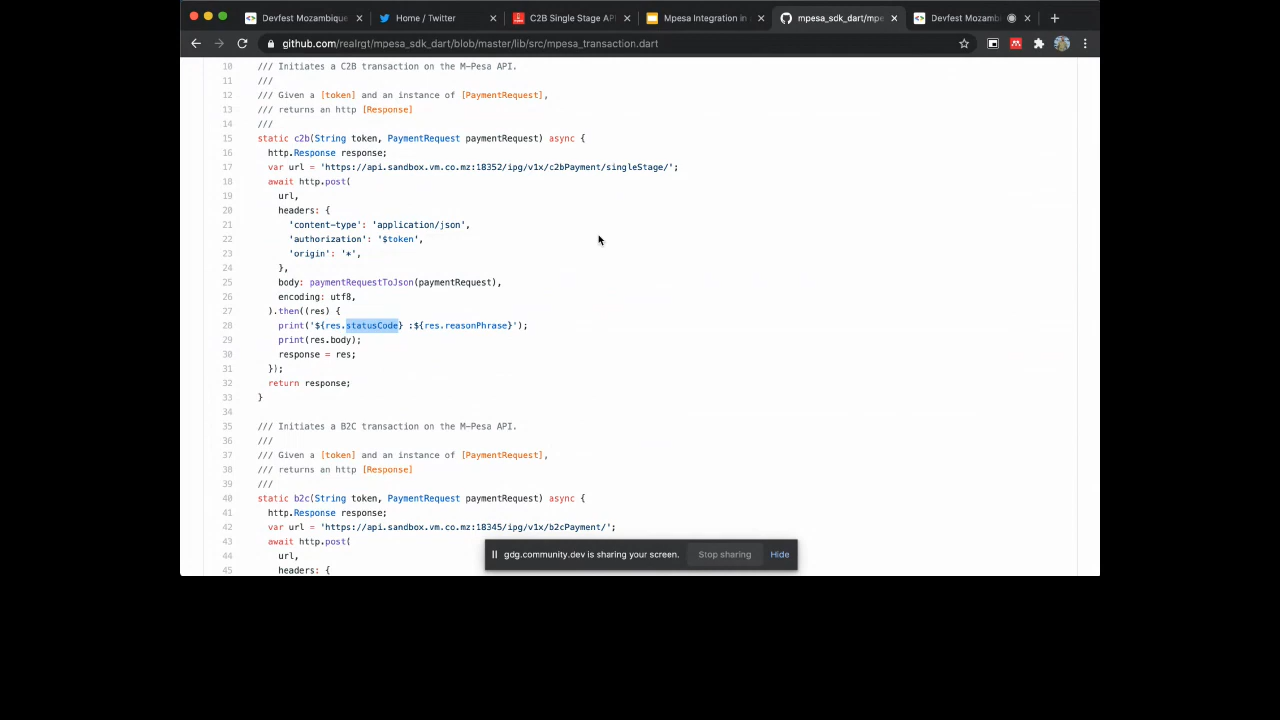 Devfest Mozambique
Home / Twitter
C2B Single Stage AP
Mpesa Integration in
mpesa_sdk_dart/mpe
Devfest Mozamb
github.com/realrgt/mpesa_sdk_dart/blob/master/lib/src/mpesa_transaction.dart
10 /// Initiates a C2B transaction on the M-Pesa API.
11 ///
12 /// Given a [token] and an instance of [PaymentRequest],
13 /// returns an http [Response]
14 ///
15 static c2b(String token, PaymentRequest paymentRequest) async {
16 http.Response response;
17 var url = 'https://api.sandbox.vm.co.mz:18352/ipg/v1x/c2bPayment/singleStage/';
18 await http.post(
19 url,
20 headers: {
21 'content-type': 'application/json',
22 'authorization': '$token',
23 'origin': '*',
24 },
25 body: paymentRequestToJson(paymentRequest),
26 encoding: utf8,
27 ).then((res) {
28 print('${res.statusCode} :${res.reasonPhrase}');
29 print(res.body);
30 response = res;
31 });
32 return response;
33 }
34
35 /// Initiates a B2C transaction on the M-Pesa API.
36 ///
37 /// Given a [token] and an instance of [PaymentRequest],
38 /// returns an http [Response]
39 ///
40 static b2c(String token, PaymentRequest paymentRequest) async {
41 http.Response response;
42 var url = 'https://api.sandbox.vm.co.mz:18345/ipg/v1x/b2cPayment/';
43 await http.post(
44 url,
45 headers: {
gdg.community.dev is sharing your screen. Stop sharing Hide